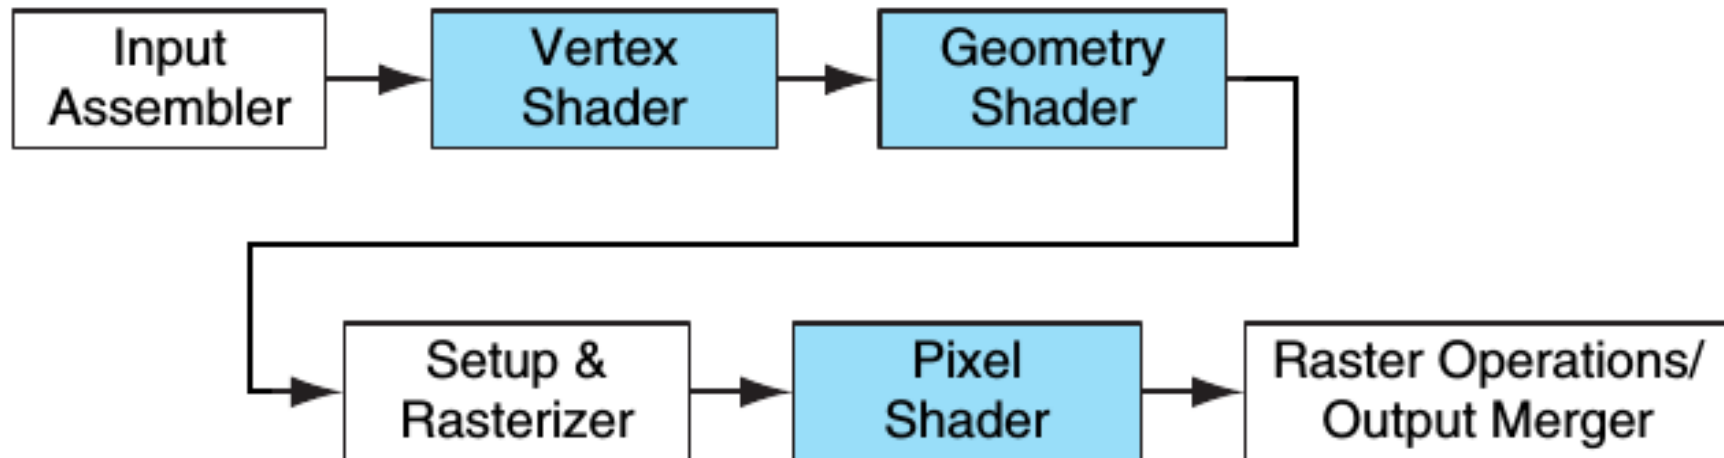 Input
Assembler
Vertex
Shader
Geometry
Shader
Setup &
Rasterizer
Pixel
Shader
Raster Operations/
Output Merger